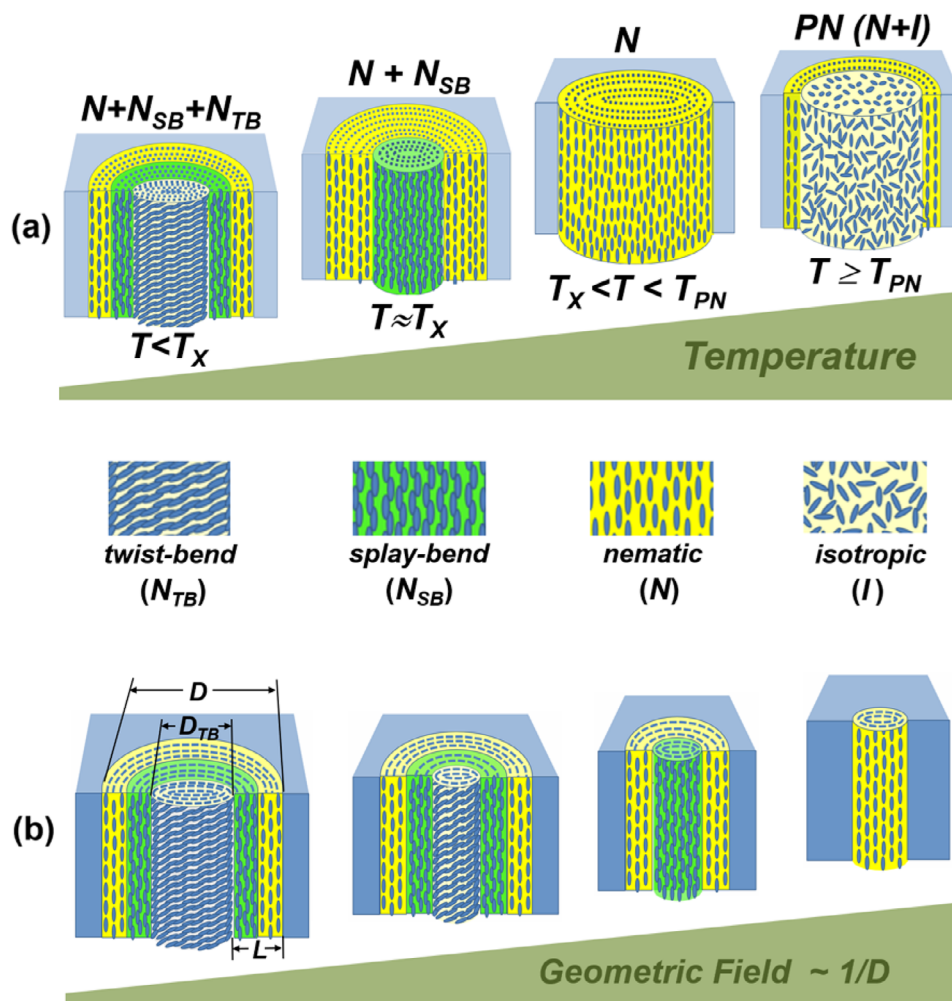 PN (N+I)
N
N + N_SB
N+N_SB+N_TB
(a)
T<T_X
T≈T_X
T_X <T < T_PN
T ≥ T_PN
Temperature
twist-bend
(N_TB)
splay-bend
(N_SB)
nematic
(N)
isotropic
(I )
D
D_TB
(b)
L
Geometric Field ~ 1/D